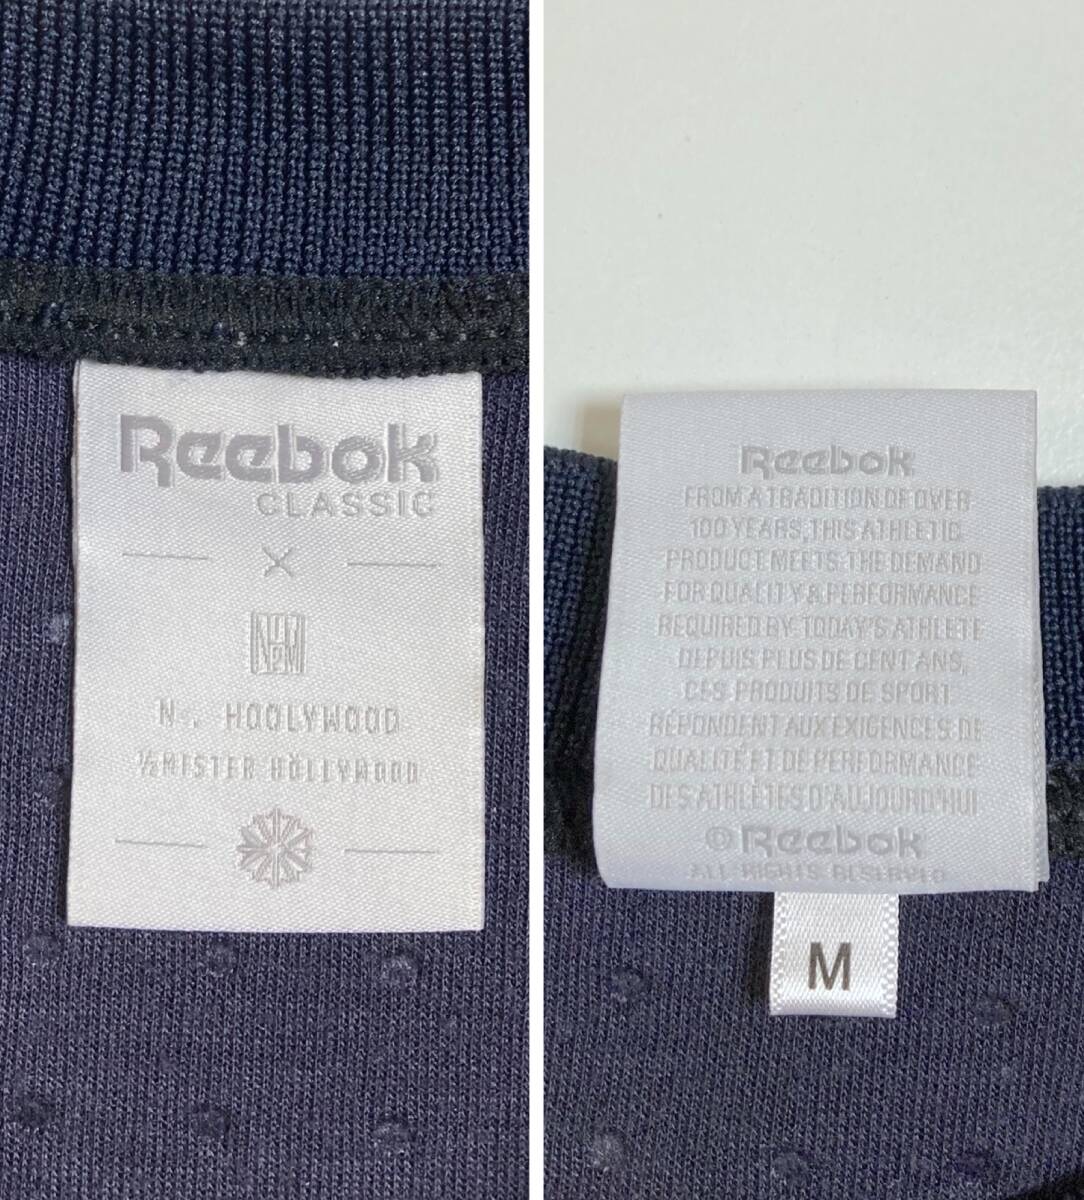 Reebok
CLASSIC
X
N. HOOLYWOOD
½ MISTER HOLLYWOOD
Reebok
FROM A TRADITION OF OVER
100 YEARS, THIS ATHLETIC
PRODUCT MEETS THE DEMAND
FOR QUALITY & PERFORMANCE
REQUIRED BY TODAY'S ATHLETE
DEPUIS PLUS DE CENT ANS,
CES PRODUITS DE SPORT
RÉPONDENT AUX EXIGENCES DE
QUALITÉ ET DE PERFORMANCE
DES ATHLÈTES D'AUJOURD'HUI
©Reebok
ALL RIGHTS RESERVED
M